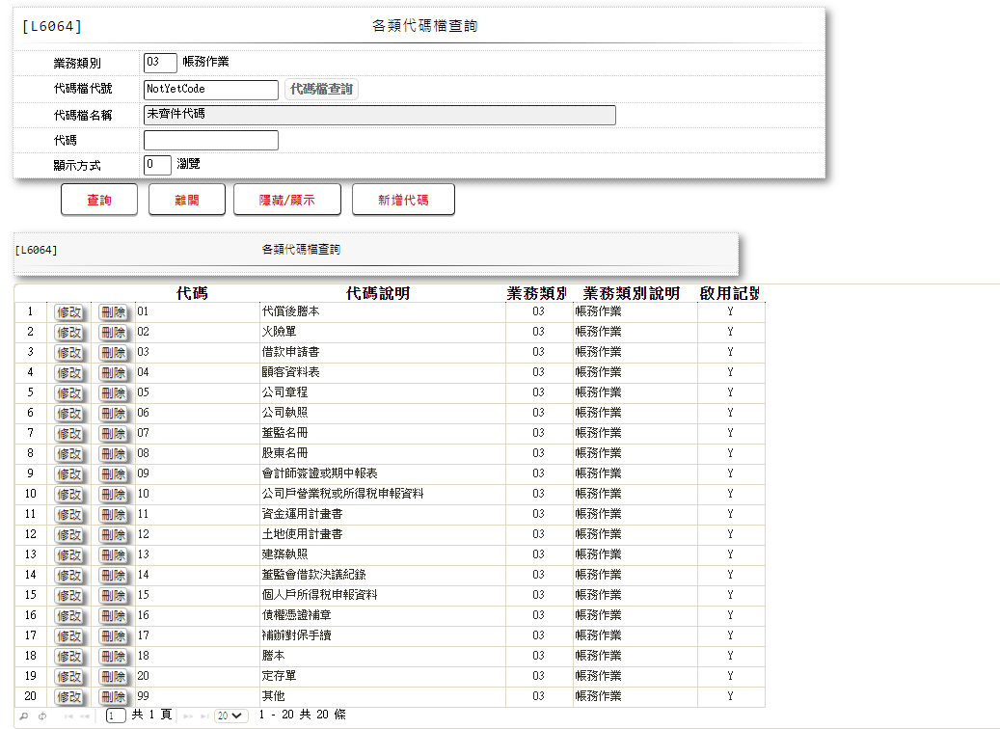 [L6064] 各類代碼檔查詢
業務類別 03 帳務作業
代碼檔代號 NotYetCode 代碼檔查詢
代碼檔名稱 未齊件代碼
代碼
顯示方式 0 瀏覽
查詢 離開 隱藏/顯示 新增代碼
[L6064] 各類代碼檔查詢
代碼 代碼說明 業務類別 業務類別說明 啟用記號
1 修改 刪除 01 代償後謄本 03 帳務作業 Y
2 修改 刪除 02 火險單 03 帳務作業 Y
3 修改 刪除 03 借款申請書 03 帳務作業 Y
4 修改 刪除 04 顧客資料表 03 帳務作業 Y
5 修改 刪除 05 公司章程 03 帳務作業 Y
6 修改 刪除 06 公司執照 03 帳務作業 Y
7 修改 刪除 07 董監名冊 03 帳務作業 Y
8 修改 刪除 08 股東名冊 03 帳務作業 Y
9 修改 刪除 09 會計師簽證或期中報表 03 帳務作業 Y
10 修改 刪除 10 公司戶營業稅或所得稅申報資料 03 帳務作業 Y
11 修改 刪除 11 資金運用計畫書 03 帳務作業 Y
12 修改 刪除 12 土地使用計畫書 03 帳務作業 Y
13 修改 刪除 13 建築執照 03 帳務作業 Y
14 修改 刪除 14 董監會借款決議紀錄 03 帳務作業 Y
15 修改 刪除 15 個人戶所得稅申報資料 03 帳務作業 Y
16 修改 刪除 16 債權憑證補章 03 帳務作業 Y
17 修改 刪除 17 補辦對保手續 03 帳務作業 Y
18 修改 刪除 18 謄本 03 帳務作業 Y
19 修改 刪除 20 定存單 03 帳務作業 Y
20 修改 刪除 99 其他 03 帳務作業 Y
1 共 1 頁 20 1 - 20 共 20 條